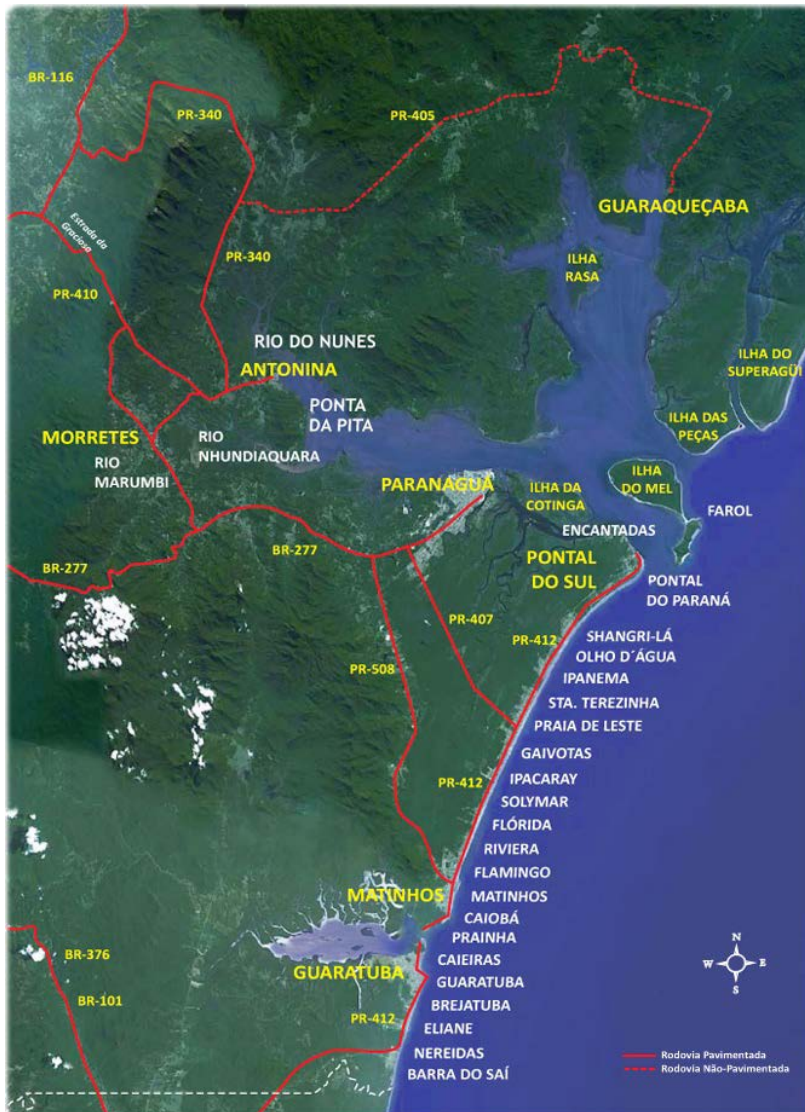 BR-116
PR-340
PR-405
GUARAQUEÇABA
Estrada da
Graciosa
PR-410
PR-340
ILHA
RASA
RIO DO NUNES
ANTONINA
ILHA DO
SUPERAGÜI
PONTA
DA PITA
ILHA DAS
PEÇAS
MORRETES
RIO
MARUMBI
RIO
NHUNDIAQUARA
PARANAGUÁ
ILHA DA
COTINGA
ILHA
DO MEL
FAROL
ENCANTADAS
BR-277
BR-277
PONTAL
DO SUL
PONTAL
DO PARANÁ
PR-407
PR-412
PR-508
SHANGRI-LÁ
OLHO D´ÁGUA
IPANEMA
STA. TEREZINHA
PRAIA DE LESTE
GAIVOTAS
PR-412
IPACARAY
SOLYMAR
FLÓRIDA
RIVIERA
FLAMINGO
MATINHOS
MATINHOS
CAIOBÁ
PRAINHA
CAIEIRAS
GUARATUBA
GUARATUBA
BR-376
BR-101
BREJATUBA
PR-412
ELIANE
NEREIDAS
BARRA DO SAÍ
N
W E
S
Rodovia Pavimentada
Rodovia Não-Pavimentada